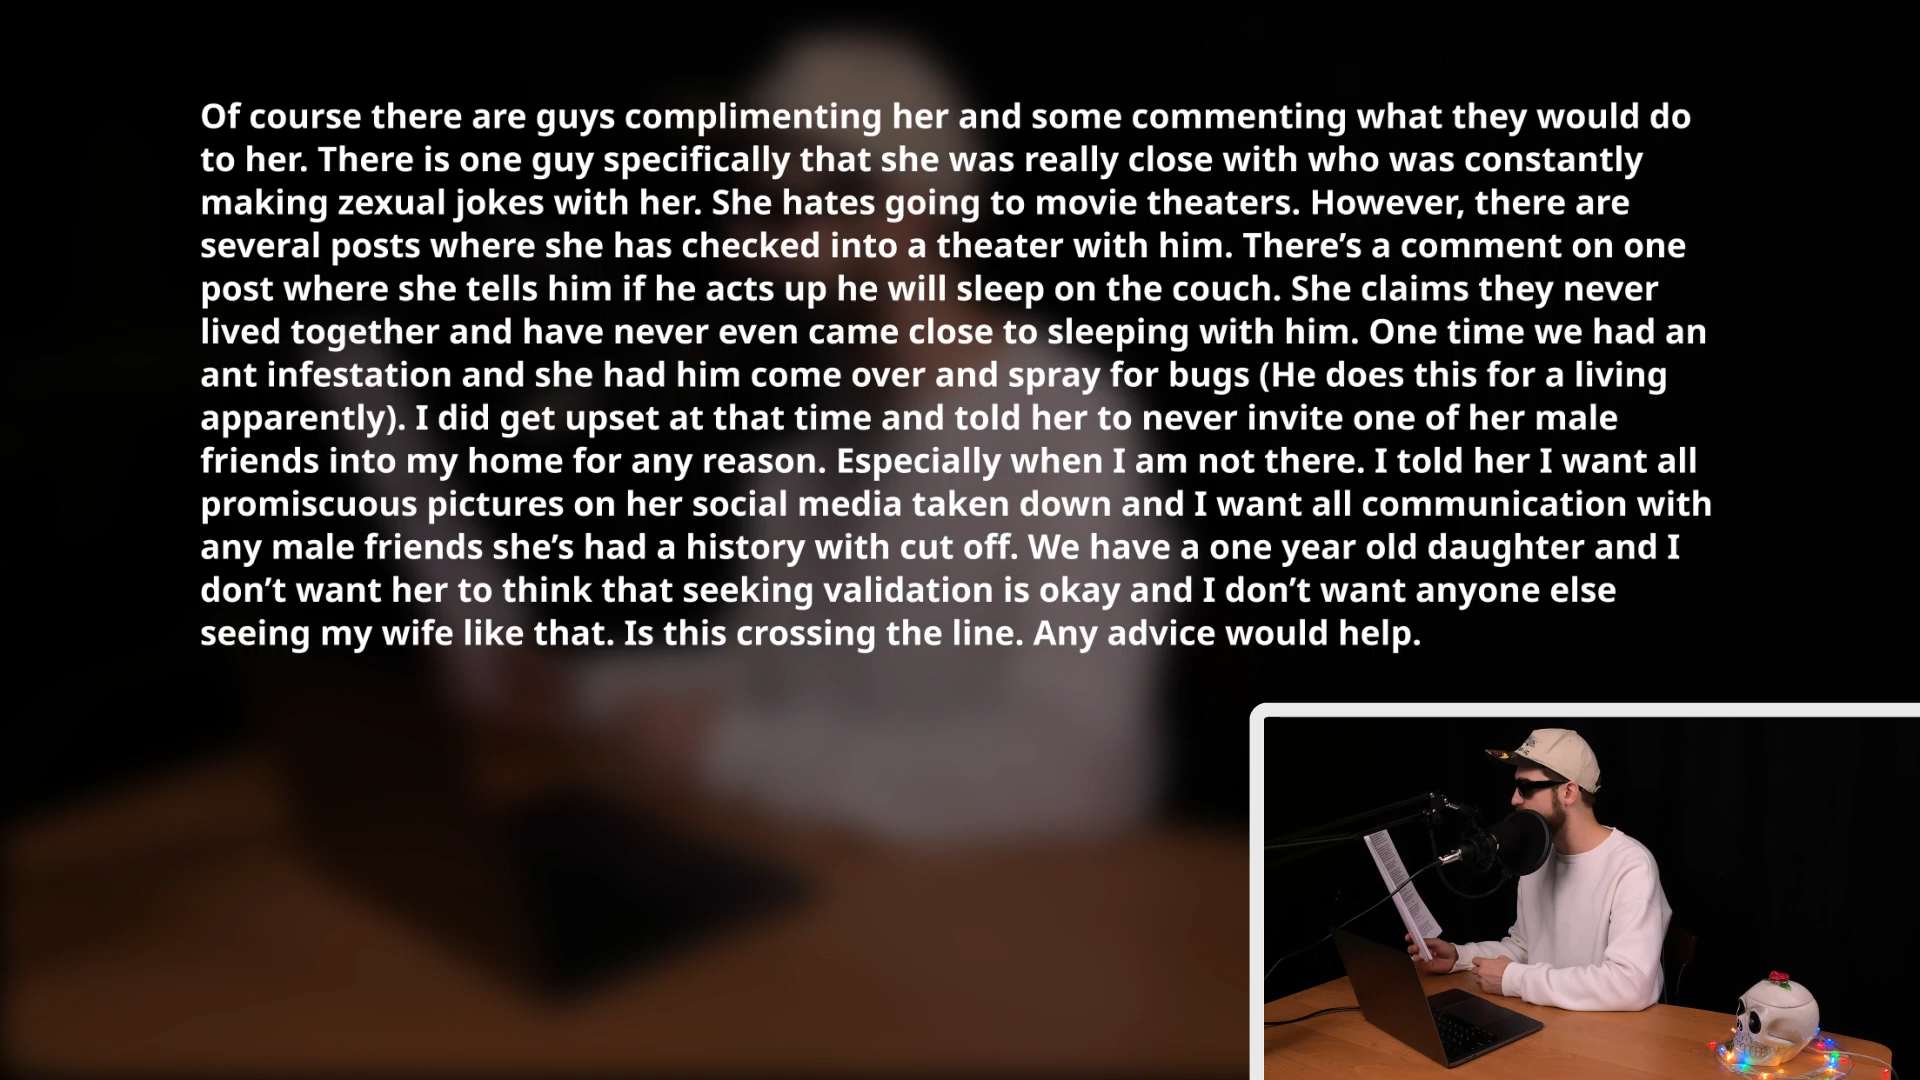 Of course there are guys complimenting her and some commenting what they would do
to her. There is one guy specifically that she was really close with who was constantly
making zexual jokes with her. She hates going to movie theaters. However, there are
several posts where she has checked into a theater with him. There’s a comment on one
post where she tells him if he acts up he will sleep on the couch. She claims they never
lived together and have never even came close to sleeping with him. One time we had an
ant infestation and she had him come over and spray for bugs (He does this for a living
apparently). I did get upset at that time and told her to never invite one of her male
friends into my home for any reason. Especially when I am not there. I told her I want all
promiscuous pictures on her social media taken down and I want all communication with
any male friends she’s had a history with cut off. We have a one year old daughter and I
don’t want her to think that seeking validation is okay and I don’t want anyone else
seeing my wife like that. Is this crossing the line. Any advice would help.